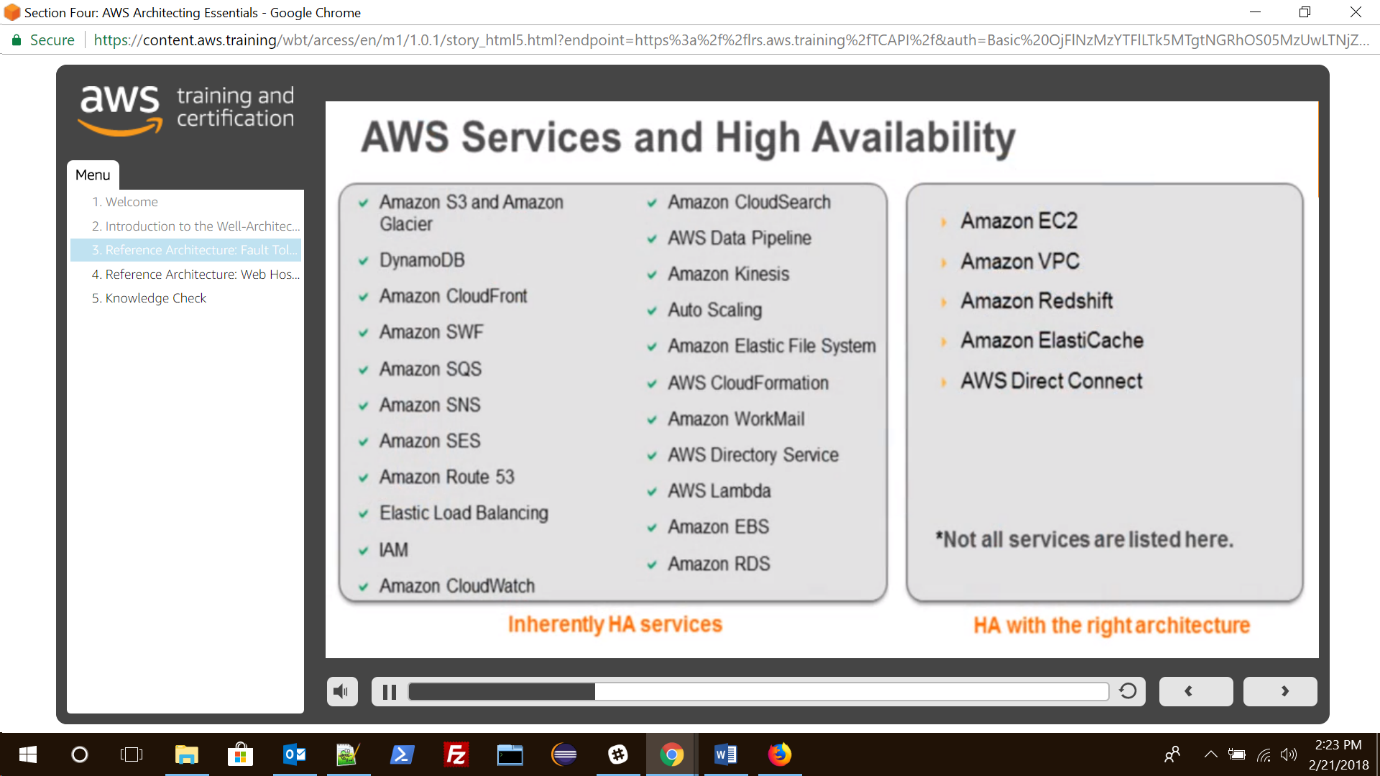 Section Four: AWS Architecting Essentials - Google Chrome
Secure
https://content.aws.training/wbt/arcess/en/m1/1.0.1/story_html5.html?endpoint=https%3a%2f%2flrs.aws.training%2fTCAPI%2f&auth=Basic%20OjFlNzMzYTFlLTk5MTgtNGRhOS05MzUwLTNjZ...
aws training and
certification
Menu
1. Welcome
2. Introduction to the Well-Architec...
3. Reference Architecture: Fault Tol...
4. Reference Architecture: Web Hos...
5. Knowledge Check
AWS Services and High Availability
Amazon S3 and Amazon
Glacier
DynamoDB
Amazon CloudFront
Amazon SWF
Amazon SQS
Amazon SNS
Amazon SES
Amazon Route 53
Elastic Load Balancing
IAM
Amazon CloudWatch
Amazon CloudSearch
AWS Data Pipeline
Amazon Kinesis
Auto Scaling
Amazon Elastic File System
AWS CloudFormation
Amazon WorkMail
AWS Directory Service
AWS Lambda
Amazon EBS
Amazon RDS
Inherently HA services
Amazon EC2
Amazon VPC
Amazon Redshift
Amazon ElastiCache
AWS Direct Connect
*Not all services are listed here.
HA with the right architecture
2:23 PM
2/21/2018